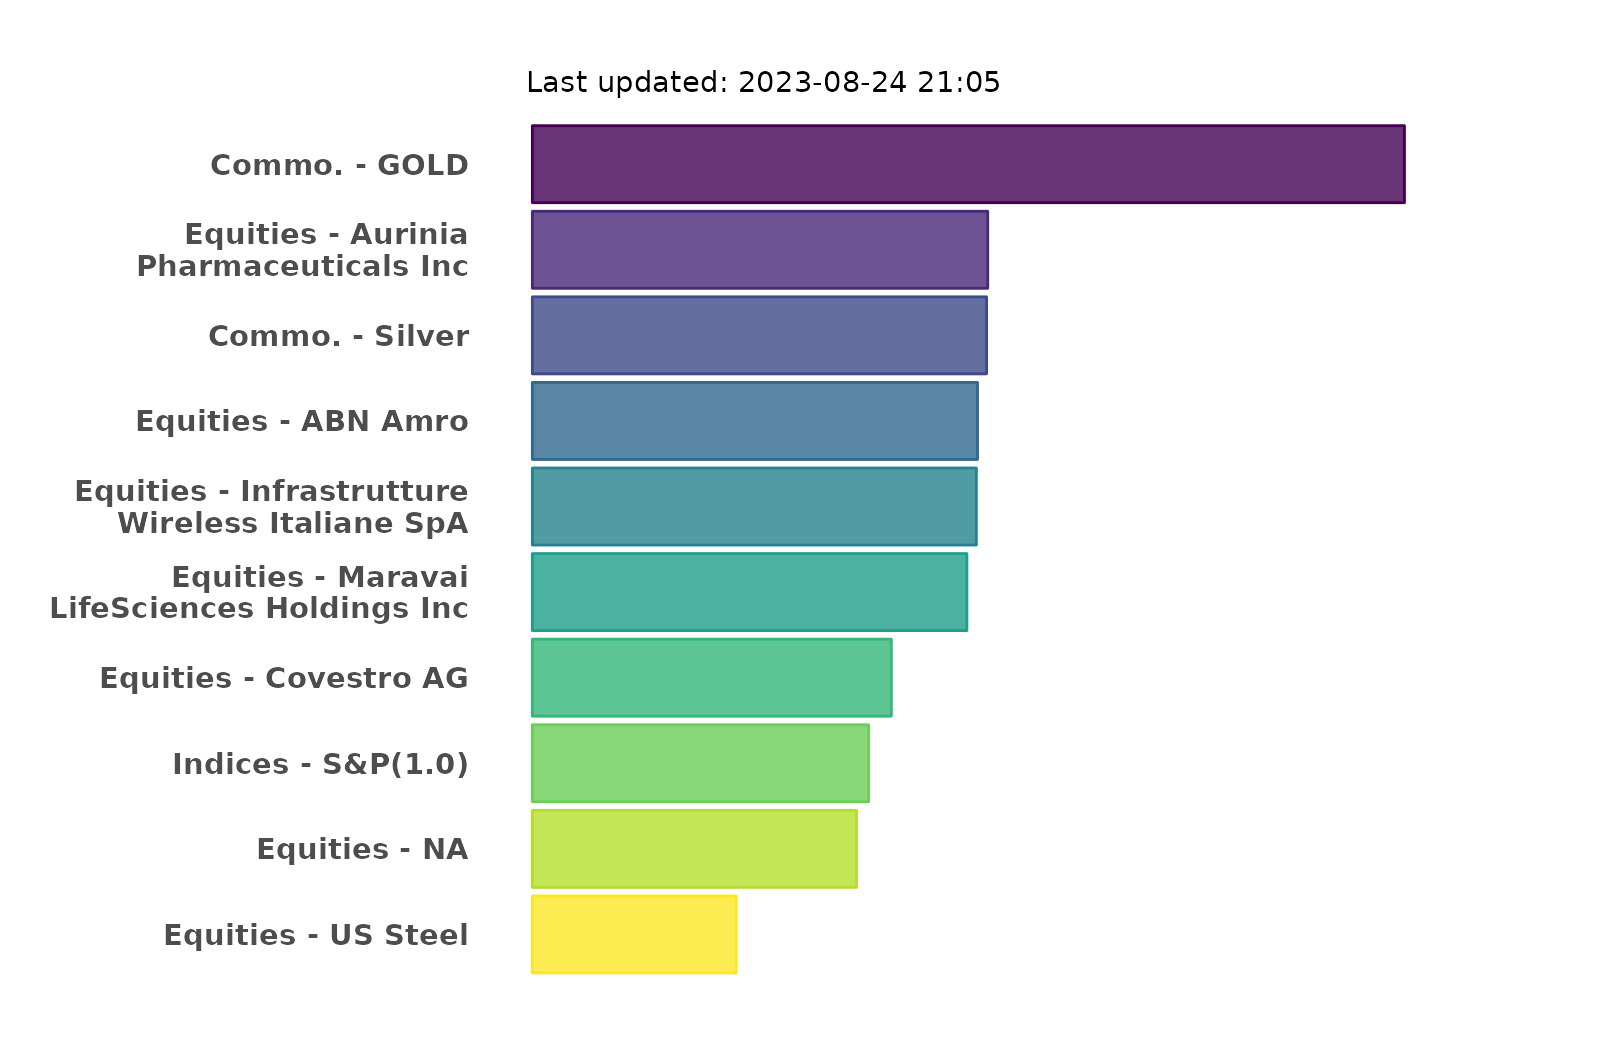 Last updated: 2023-08-24 21:05
Commo. - GOLD
Equities - Aurinia
Pharmaceuticals Inc
Commo. - Silver
Equities - ABN Amro
Equities - Infrastrutture
Wireless Italiane SpA
Equities - Maravai
LifeSciences Holdings Inc
Equities - Covestro AG
Indices - S&P(1.0)
Equities - NA
Equities - US Steel